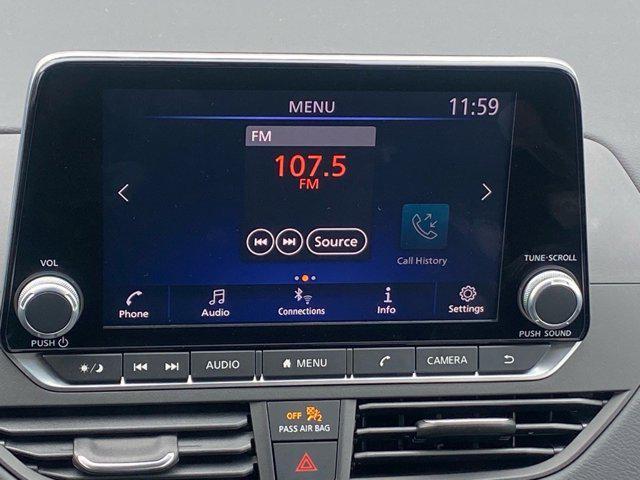 MENU 11:59
FM
107.5
FM
Source
Call History
Phone Audio Connections Info Settings
VOL
PUSH
TUNE·SCROLL
PUSH SOUND
AUDIO MENU CAMERA
OFF 2
PASS AIR BAG